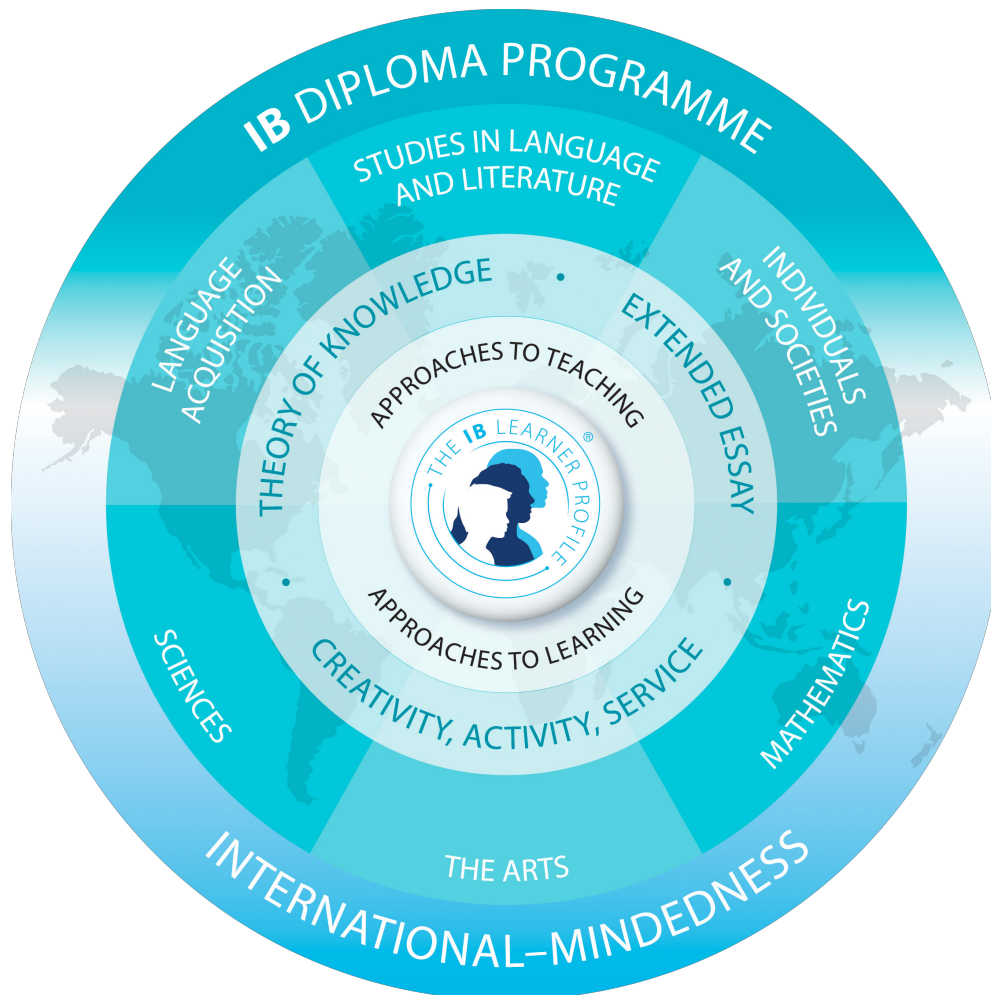 IB DIPLOMA PROGRAMME
STUDIES IN LANGUAGE
AND LITERATURE
LANGUAGE
ACQUISITION
INDIVIDUALS
AND SOCIETIES
THEORY OF KNOWLEDGE
EXTENDED ESSAY
APPROACHES TO TEACHING
THE IB LEARNER PROFILE®
APPROACHES TO LEARNING
CREATIVITY, ACTIVITY, SERVICE
SCIENCES
MATHEMATICS
THE ARTS
INTERNATIONAL–MINDEDNESS